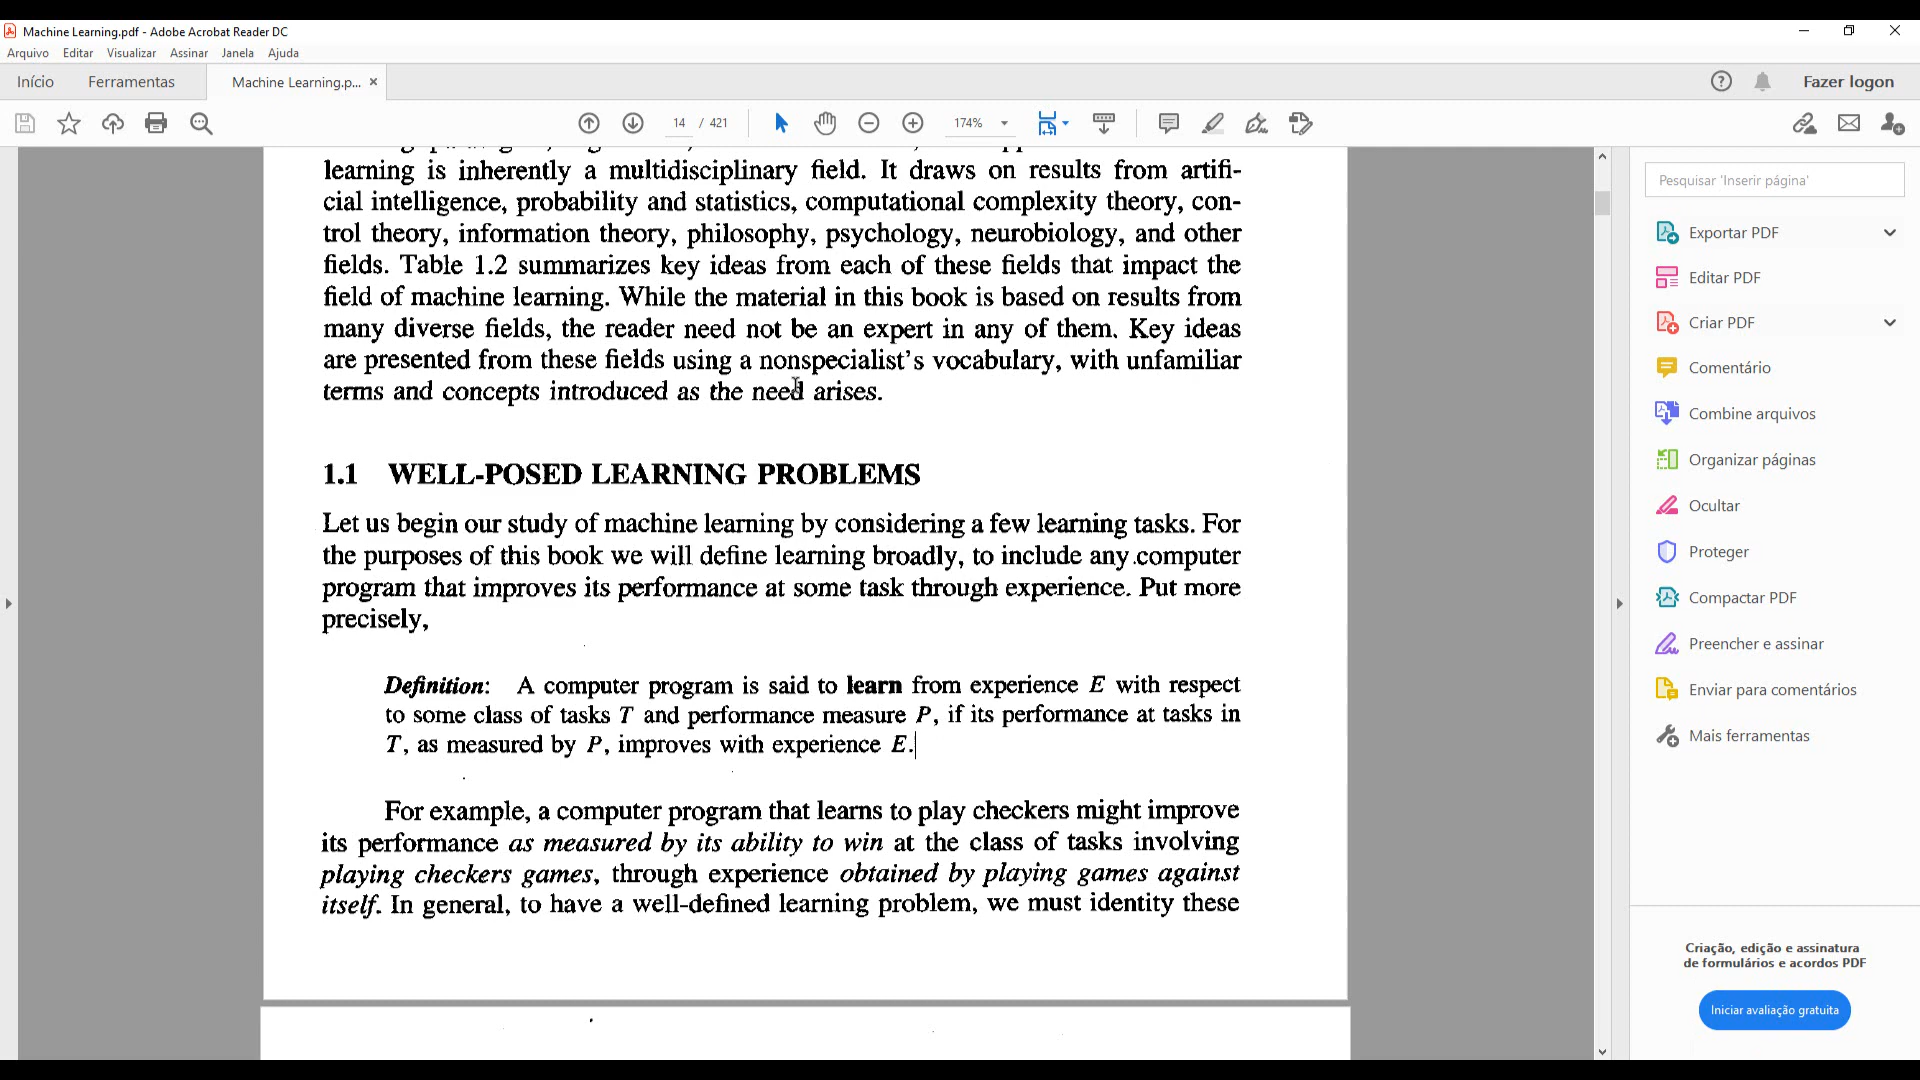 Machine Learning.pdf - Adobe Acrobat Reader DC
Arquivo Editar Visualizar Assinar Janela Ajuda
Início Ferramentas Machine Learning.p... × Fazer logon
14 / 421 174%
learning is inherently a multidisciplinary field. It draws on results from artifi-
cial intelligence, probability and statistics, computational complexity theory, con-
trol theory, information theory, philosophy, psychology, neurobiology, and other
fields. Table 1.2 summarizes key ideas from each of these fields that impact the
field of machine learning. While the material in this book is based on results from
many diverse fields, the reader need not be an expert in any of them. Key ideas
are presented from these fields using a nonspecialist's vocabulary, with unfamiliar
terms and concepts introduced as the need arises.
1.1 WELL-POSED LEARNING PROBLEMS
Let us begin our study of machine learning by considering a few learning tasks. For
the purposes of this book we will define learning broadly, to include any .computer
program that improves its performance at some task through experience. Put more
precisely,
Definition: A computer program is said to learn from experience E with respect
to some class of tasks T and performance measure P, if its performance at tasks in
T, as measured by P, improves with experience E.
For example, a computer program that learns to play checkers might improve
its performance as measured by its ability to win at the class of tasks involving
playing checkers games, through experience obtained by playing games against
itself. In general, to have a well-defined learning problem, we must identity these
Pesquisar 'Inserir página'
Exportar PDF
Editar PDF
Criar PDF
Comentário
Combine arquivos
Organizar páginas
Ocultar
Proteger
Compactar PDF
Preencher e assinar
Enviar para comentários
Mais ferramentas
Criação, edição e assinatura
de formulários e acordos PDF
Iniciar avaliação gratuita